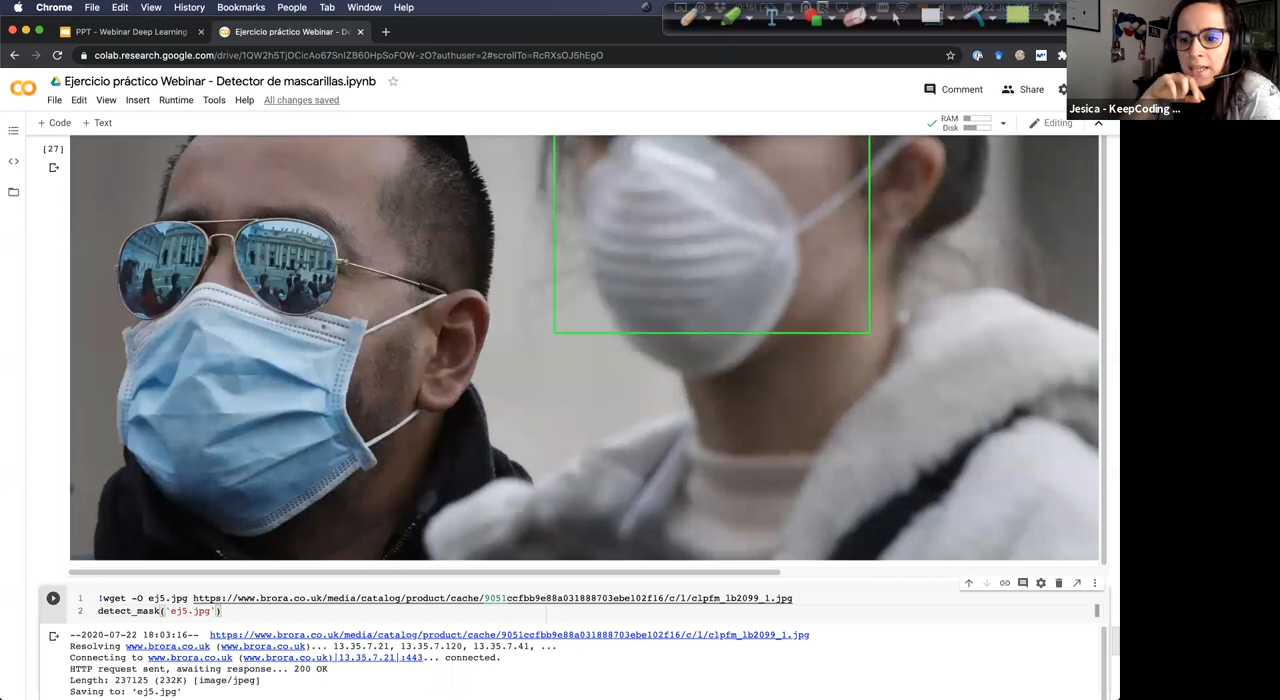 Chrome File Edit View History Bookmarks People Tab Window Help
PPT - Webinar Deep Learning
Ejercicio práctico Webinar - De
colab.research.google.com/drive/1QW2h5TjOCicAo67SnIZB60HpSoFOW-zO?authuser=2#scrollTo=RcRXsOJ5hEgO
Ejercicio práctico Webinar - Detector de mascarillas.ipynb
File Edit View Insert Runtime Tools Help All changes saved
Comment Share
+ Code + Text
RAM
Disk
Editing
Jesica - KeepCoding ...
[27]
1 !wget -O ej5.jpg https://www.brora.co.uk/media/catalog/product/cache/9051ccfbb9e88a031888703ebe102f16/c/l/clpfm_lb2099_1.jpg
2 detect_mask('ej5.jpg')
--2020-07-22 18:03:16-- https://www.brora.co.uk/media/catalog/product/cache/9051ccfbb9e88a031888703ebe102f16/c/l/clpfm_lb2099_1.jpg
Resolving www.brora.co.uk (www.brora.co.uk)... 13.35.7.21, 13.35.7.120, 13.35.7.41, ...
Connecting to www.brora.co.uk (www.brora.co.uk)|13.35.7.21|:443... connected.
HTTP request sent, awaiting response... 200 OK
Length: 237125 (232K) [image/jpeg]
Saving to: ‘ej5.jpg’